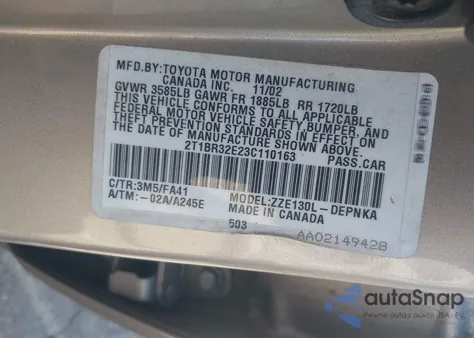 MFD.BY:TOYOTA MOTOR MANUFACTURING
CANADA INC. 11/02
GVWR 3585LB GAWR FR 1885LB RR 1720LB
THIS VEHICLE CONFORMS TO ALL APPLICABLE
FEDERAL MOTOR VEHICLE SAFETY, BUMPER, AND
THEFT PREVENTION STANDARDS IN EFFECT ON
THE DATE OF MANUFACTURE SHOWN ABOVE.
2T1BR32E23C110163 PASS.CAR
C/TR:3M5/FA41 MODEL:ZZE130L-DEPNKA
A/TM:-02A/A245E MADE IN CANADA
503
AA02149428
autoSnap